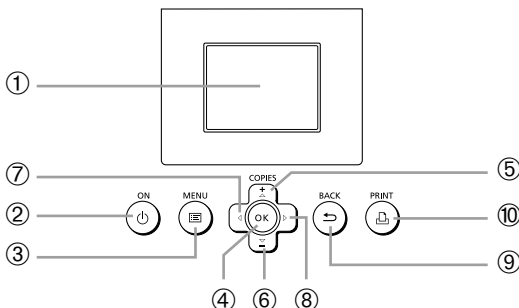 ①
⑦
COPIES
⑤
ON
MENU
+
BACK
PRINT
②
OK
⑩
③
−
⑨
④
⑥
⑧